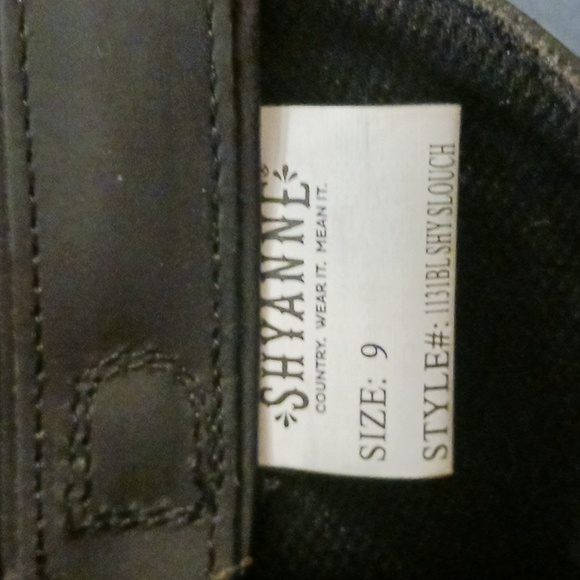 SHYANNE®
COUNTRY. WEAR IT. MEAN IT.
SIZE: 9
STYLE#: 1131BL SHY SLOUCH